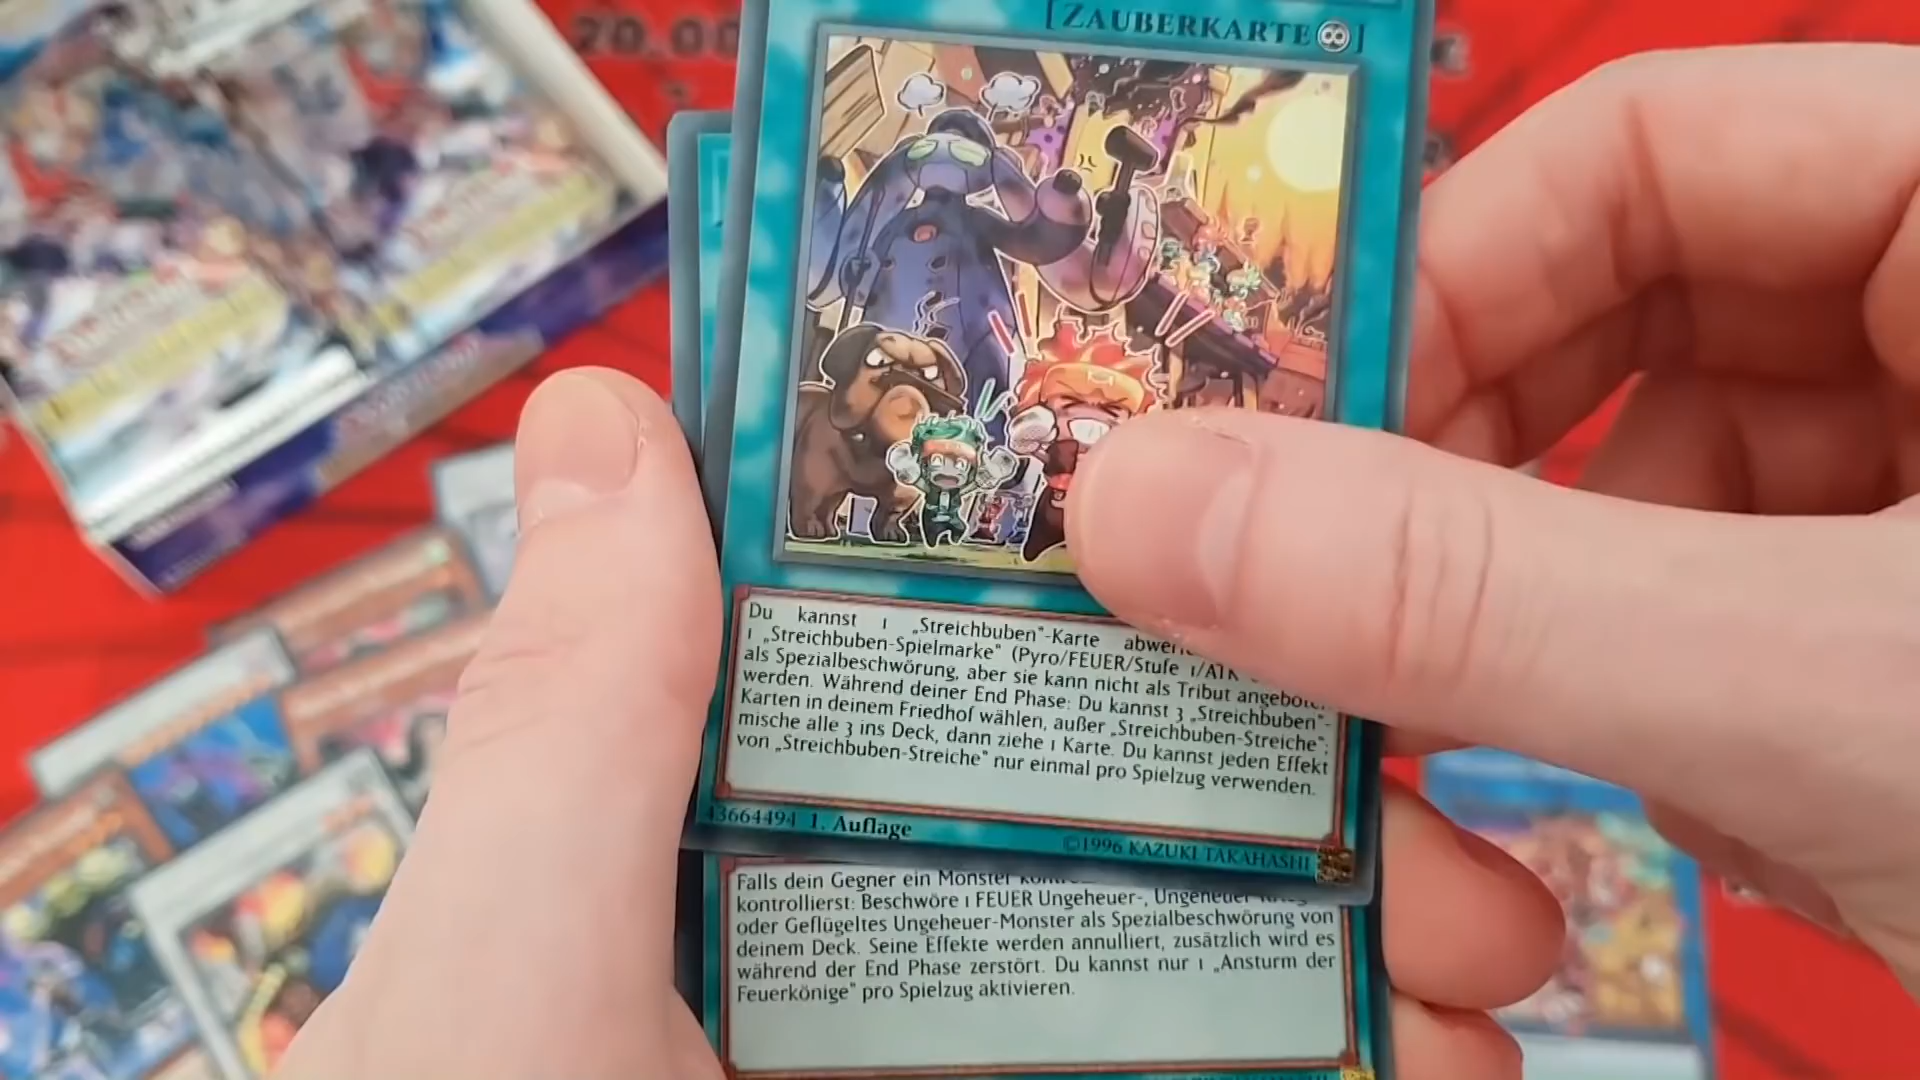 20.00
[ZAUBERKARTE
Du kannst 1 „Streichbuben"-Karte
1 „Streichbuben-Spielmarke" (Pyro/FEUER/Stufe 1/ATK
als Spezialbeschwörung, aber sie kann nicht als Tribut
werden. Während deiner End Phase: Du kannst 3 „Streichbuben"-
Karten in deinem Friedhof wählen, außer „Streichbuben-Streiche";
mische alle 3 ins Deck, dann ziehe 1 Karte. Du kannst jeden Effekt
von „Streichbuben-Streiche" nur einmal pro Spielzug verwenden.
43664494 1. Auflage
©1996 KAZUKI TAKAHASHI
Falls dein Gegner ein Monster
kontrollierst: Beschwöre 1 FEUER Ungeheuer-,
oder Geflügeltes Ungeheuer-Monster als Spezialbeschwörung von
deinem Deck. Seine Effekte werden annulliert, zusätzlich wird es
während der End Phase zerstört. Du kannst nur 1 „Ansturm der
Feuerkönige" pro Spielzug aktivieren.